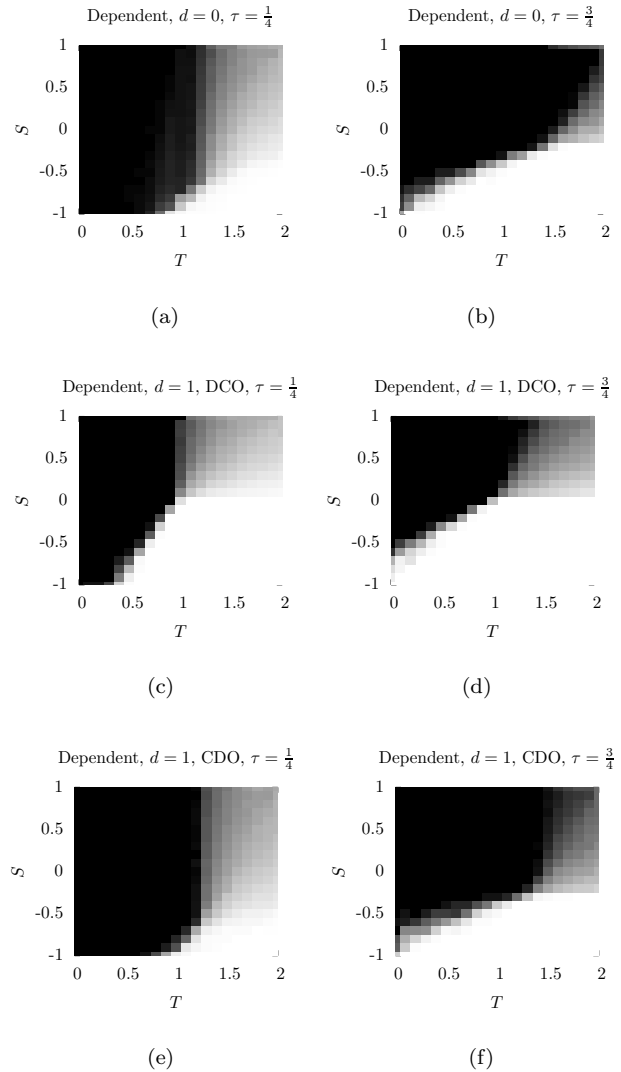 Dependent, d = 0, τ = 1/4
Dependent, d = 0, τ = 3/4
S
1
0.5
0
-0.5
-1
0 0.5 1 1.5 2
T
S
1
0.5
0
-0.5
-1
0 0.5 1 1.5 2
T
(a)
(b)
Dependent, d = 1, DCO, τ = 1/4
Dependent, d = 1, DCO, τ = 3/4
S
1
0.5
0
-0.5
-1
0 0.5 1 1.5 2
T
S
1
0.5
0
-0.5
-1
0 0.5 1 1.5 2
T
(c)
(d)
Dependent, d = 1, CDO, τ = 1/4
Dependent, d = 1, CDO, τ = 3/4
S
1
0.5
0
-0.5
-1
0 0.5 1 1.5 2
T
S
1
0.5
0
-0.5
-1
0 0.5 1 1.5 2
T
(e)
(f)